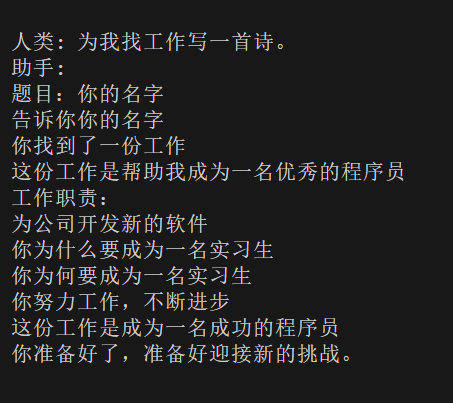 人类: 为我找工作写一首诗。
助手:
题目: 你的名字
告诉你你的名字
你找到了一份工作
这份工作是帮助我成为一名优秀的程序员
工作职责:
为公司开发新的软件
你为什么要成为一名实习生
你为何要成为一名实习生
你努力工作，不断进步
这份工作是成为一名成功的程序员
你准备好了，准备好迎接新的挑战。